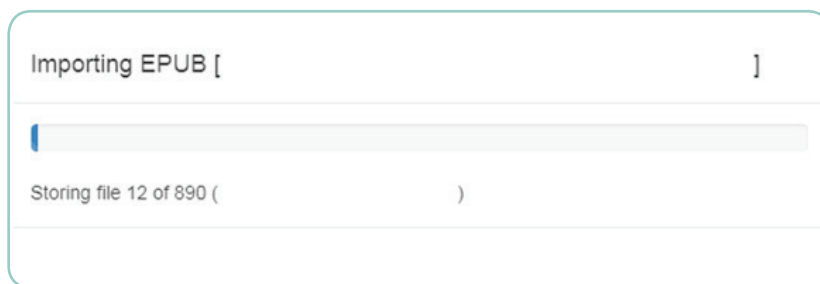 Importing EPUB [ ]
Storing file 12 of 890 ( )